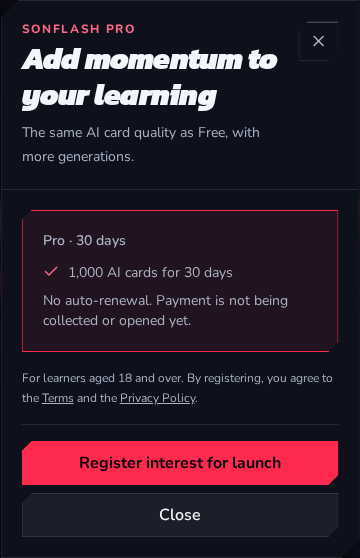 SONFLASH PRO
Add momentum to
your learning
The same AI card quality as Free, with
more generations.
Pro · 30 days
1,000 AI cards for 30 days
No auto-renewal. Payment is not being
collected or opened yet.
For learners aged 18 and over. By registering, you agree to
the Terms and the Privacy Policy.
Register interest for launch
Close